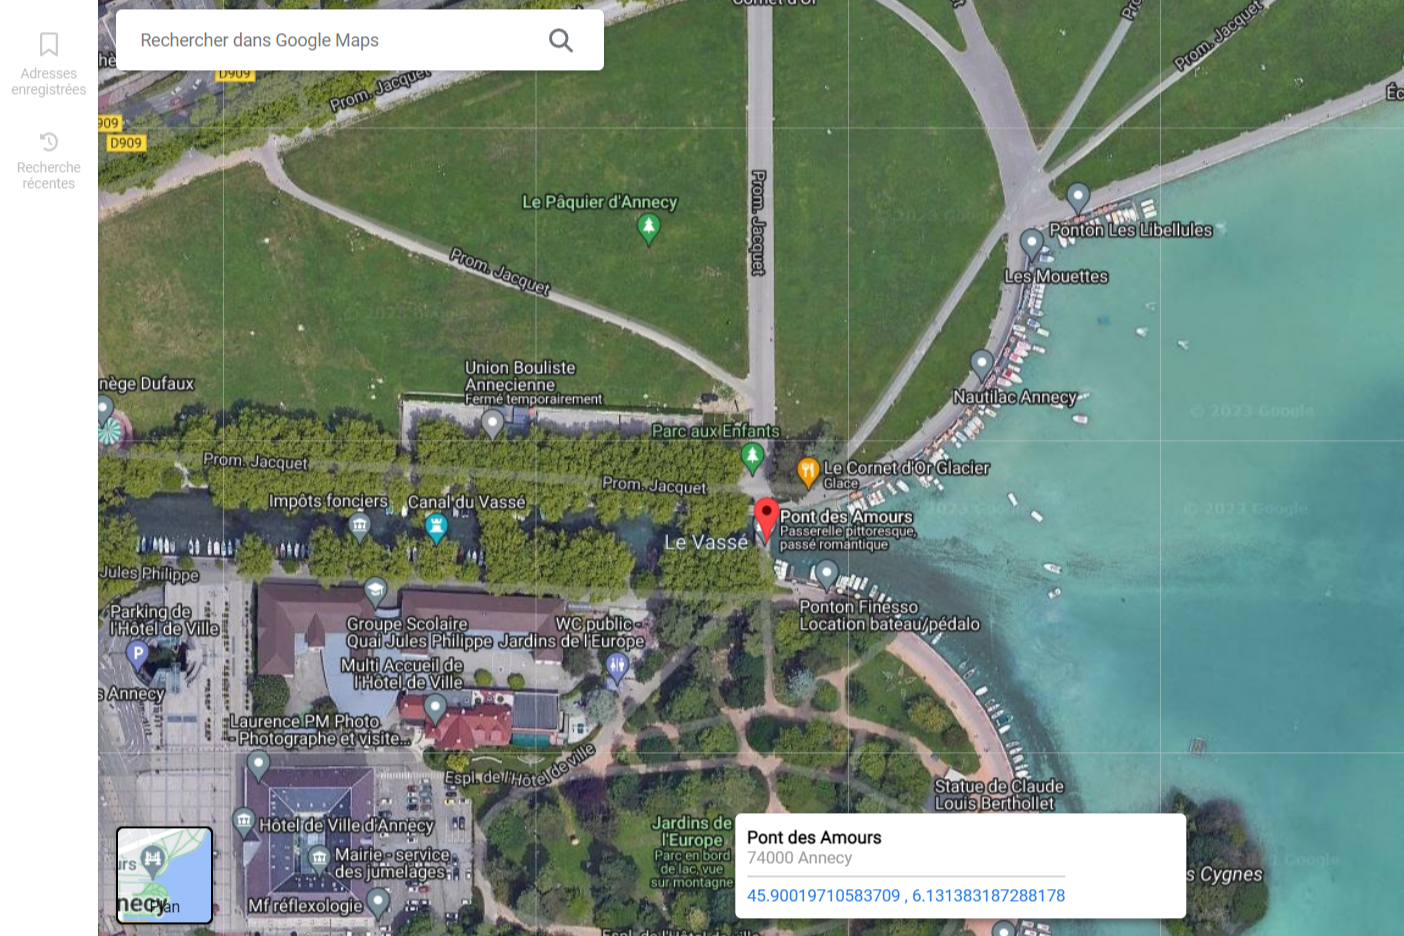 Rechercher dans Google Maps
Adresses
enregistrées
Recherche
récentes
D909
909
D909
Prom. Jacquet
Prom. Jacquet
Le Pâquier d'Annecy
Prom. Jacquet
Prom. Jacquet
Ponton Les Libellules
Les Mouettes
Nautilac Annecy
© 2023 Google
Union Bouliste
Annecienne
Fermé temporairement
nège Dufaux
Parc aux Enfants
Prom. Jacquet
Prom. Jacquet
Le Cornet d'Or Glacier
Glace
Impôts fonciers
Canal du Vassé
Le Vassé
Pont des Amours
Passerelle pittoresque,
passé romantique
© 2023 Google
Jules Philippe
Parking de
l'Hôtel de Ville
P
s Annecy
Groupe Scolaire
Quai Jules Philippe
WC public -
Jardins de l'Europe
Multi Accueil de
l'Hôtel de Ville
Ponton Finesso
Location bateau/pédalo
Laurence PM Photo
- Photographe et visite...
Espl. de l'Hôtel de ville
Statue de Claude
Louis Berthollet
Hôtel de Ville d'Annecy
Mairie - service
des jumelages
Mf réflexologie
Jardins de
l'Europe
Parc en bord
de lac, vue
sur montagne
Pont des Amours
74000 Annecy
45.90019710583709 , 6.131383187288178
s Cygnes
urs
necy
Plan